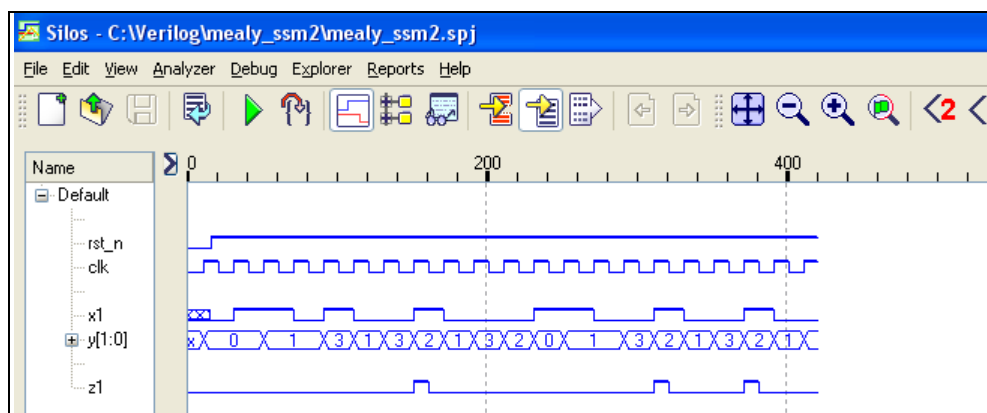 Silos - C:\Verilog\mealy_ssm2\mealy_ssm2.spj
File Edit View Analyzer Debug Explorer Reports Help
2
Name Σ 0 200 400
Default
rst_n
clk
x1 xx
y[1:0] x 0 1 3 1 3 2 1 3 2 0 1 3 2 1 3 2 1
z1